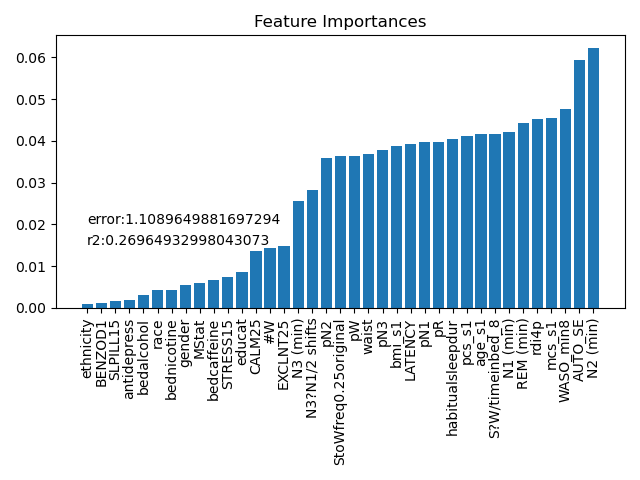 Feature Importances
0.06
0.05
0.04
0.03
0.02
0.01
0.00
error:1.1089649881697294
r2:0.26964932998043073
ethnicity
BENZOD1
SLPILL15
antidepress
bedalcohol
race
bednicotine
gender
MStat
bedcaffeine
STRESS15
educat
CALM25
#W
EXCLNT25
N3 (min)
N3?N1/2 shifts
pN2
StoWfreq0.25original
pW
waist
pN3
bmi_s1
LATENCY
pN1
pR
habitualsleepdur
pcs_s1
age_s1
S?W/timeinbed_8
N1 (min)
REM (min)
rdi4p
mcs_s1
WASO_min8
AUTO_SE
N2 (min)